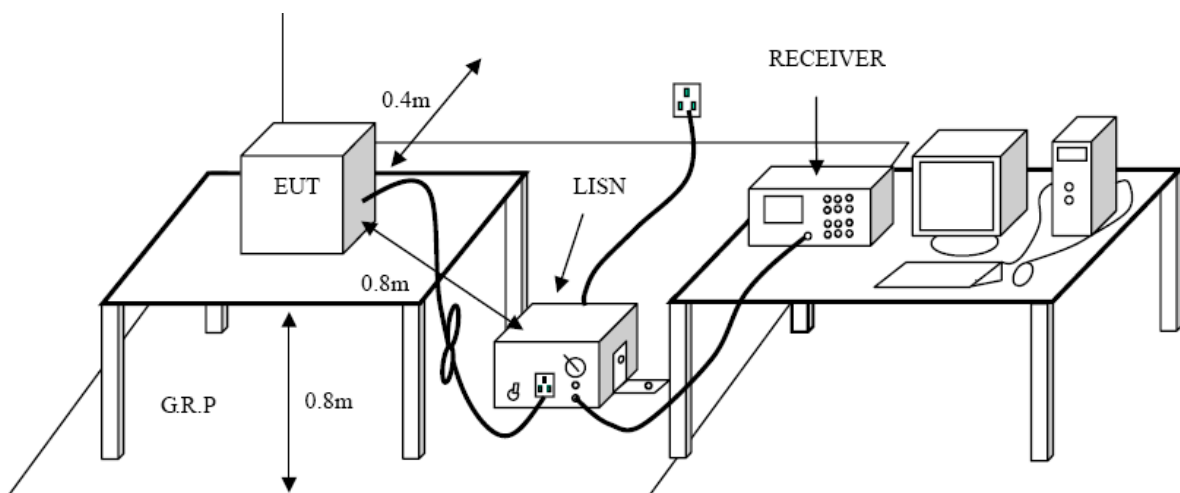 RECEIVER
0.4m
EUT
LISN
0.8m
0.8m
G.R.P